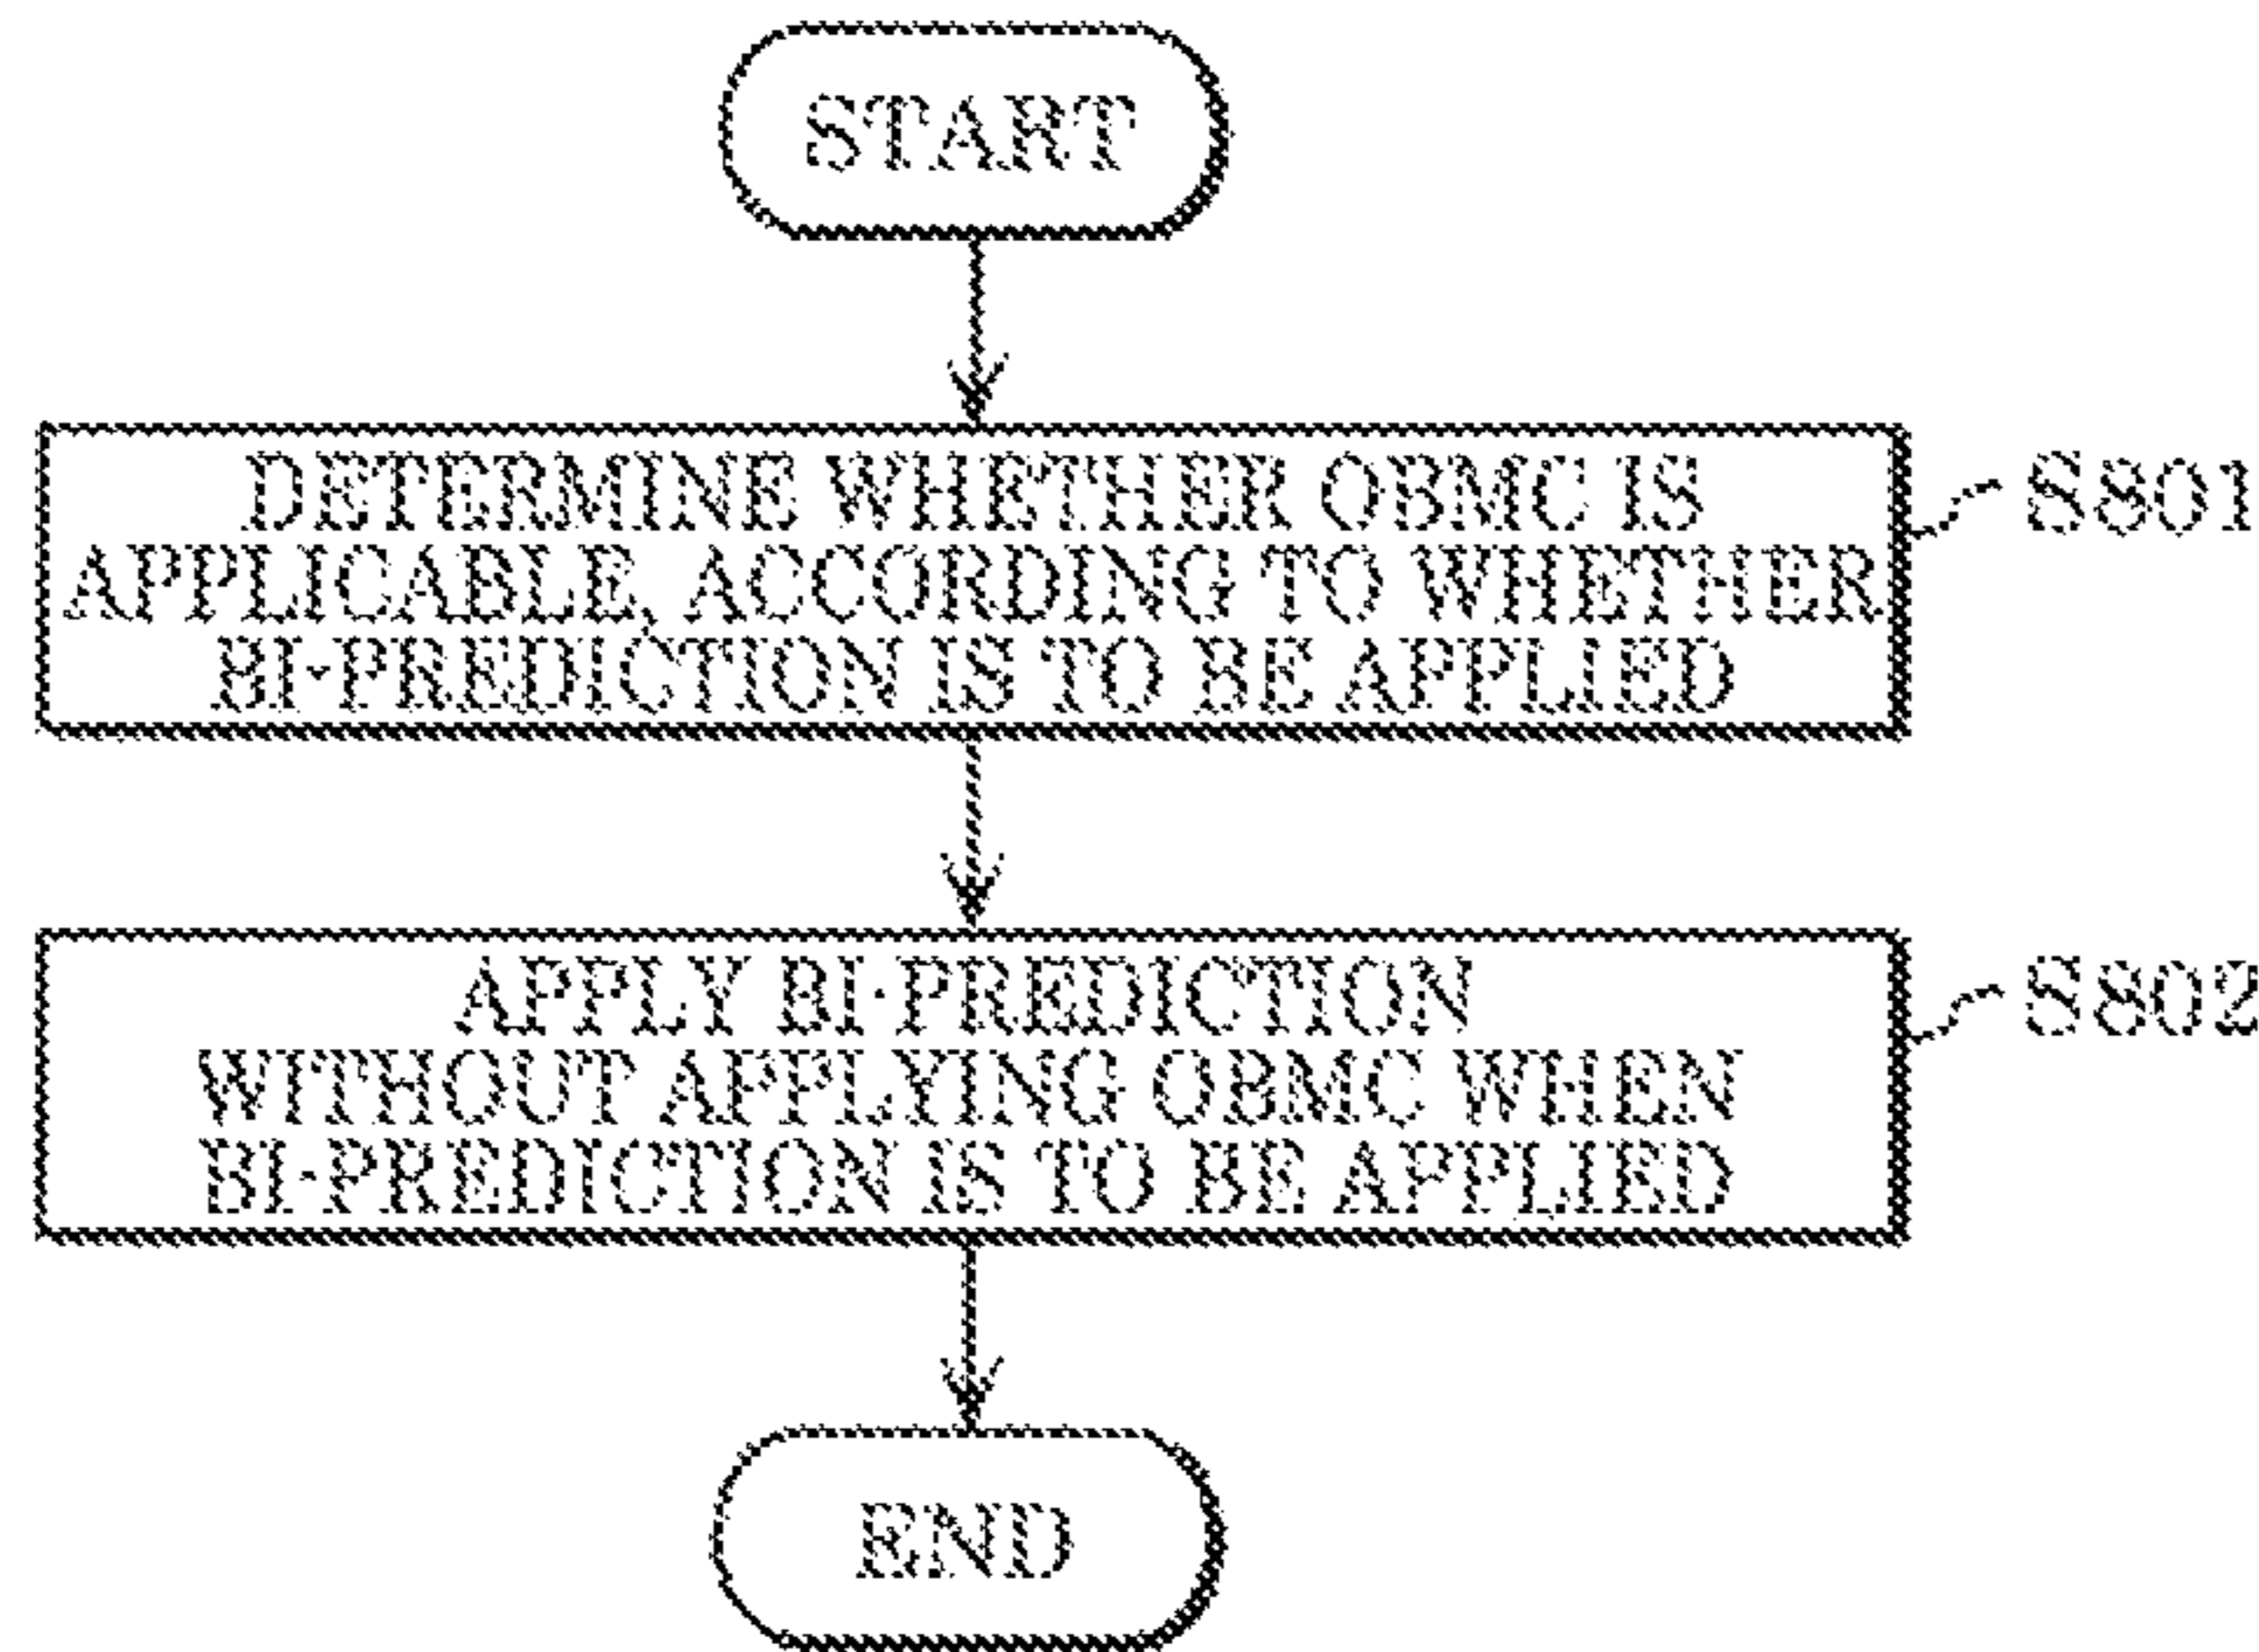 START
DETERMINE WHETHER OBMC IS
APPLICABLE, ACCORDING TO WHETHER
BI-PREDICTION IS TO BE APPLIED
S801
APPLY BI-PREDICTION
WITHOUT APPLYING OBMC WHEN
BI-PREDICTION IS TO BE APPLIED
S802
END